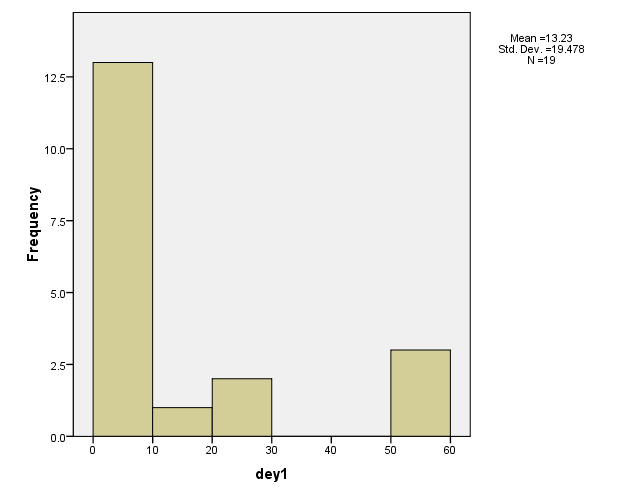 Mean =13.23
Std. Dev. =19.478
N =19
12.5
10.0
7.5
5.0
2.5
0.0
Frequency
0 10 20 30 40 50 60
dey1